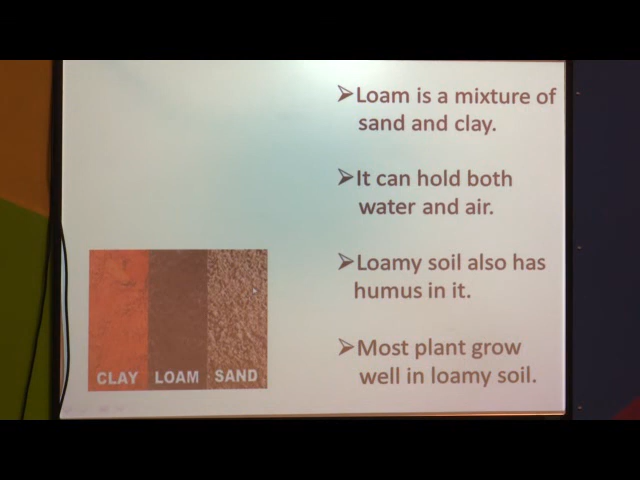 ➢Loam is a mixture of
sand and clay.
➢It can hold both
water and air.
➢Loamy soil also has
humus in it.
➢Most plant grow
well in loamy soil.
CLAY LOAM SAND